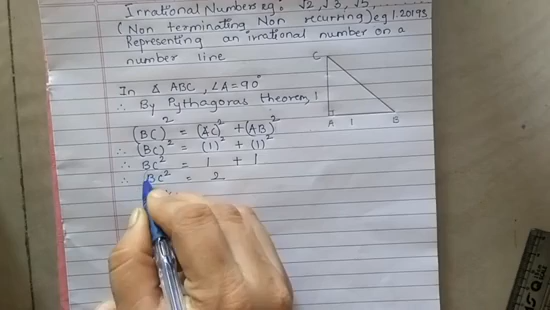 Irrational Numbers eg: √2, √3, √5,
(Non terminating Non recurring) eg 1.20193
Representing an irrational number on a
number line
In △ ABC, ∠A=90°
∴ By Pythagoras theorem,
(BC)² = (AC)² + (AB)²
∴ (BC)² = (1)² + (1)²
∴ BC² = 1 + 1
∴ BC² = 2
C
1
A 1 B